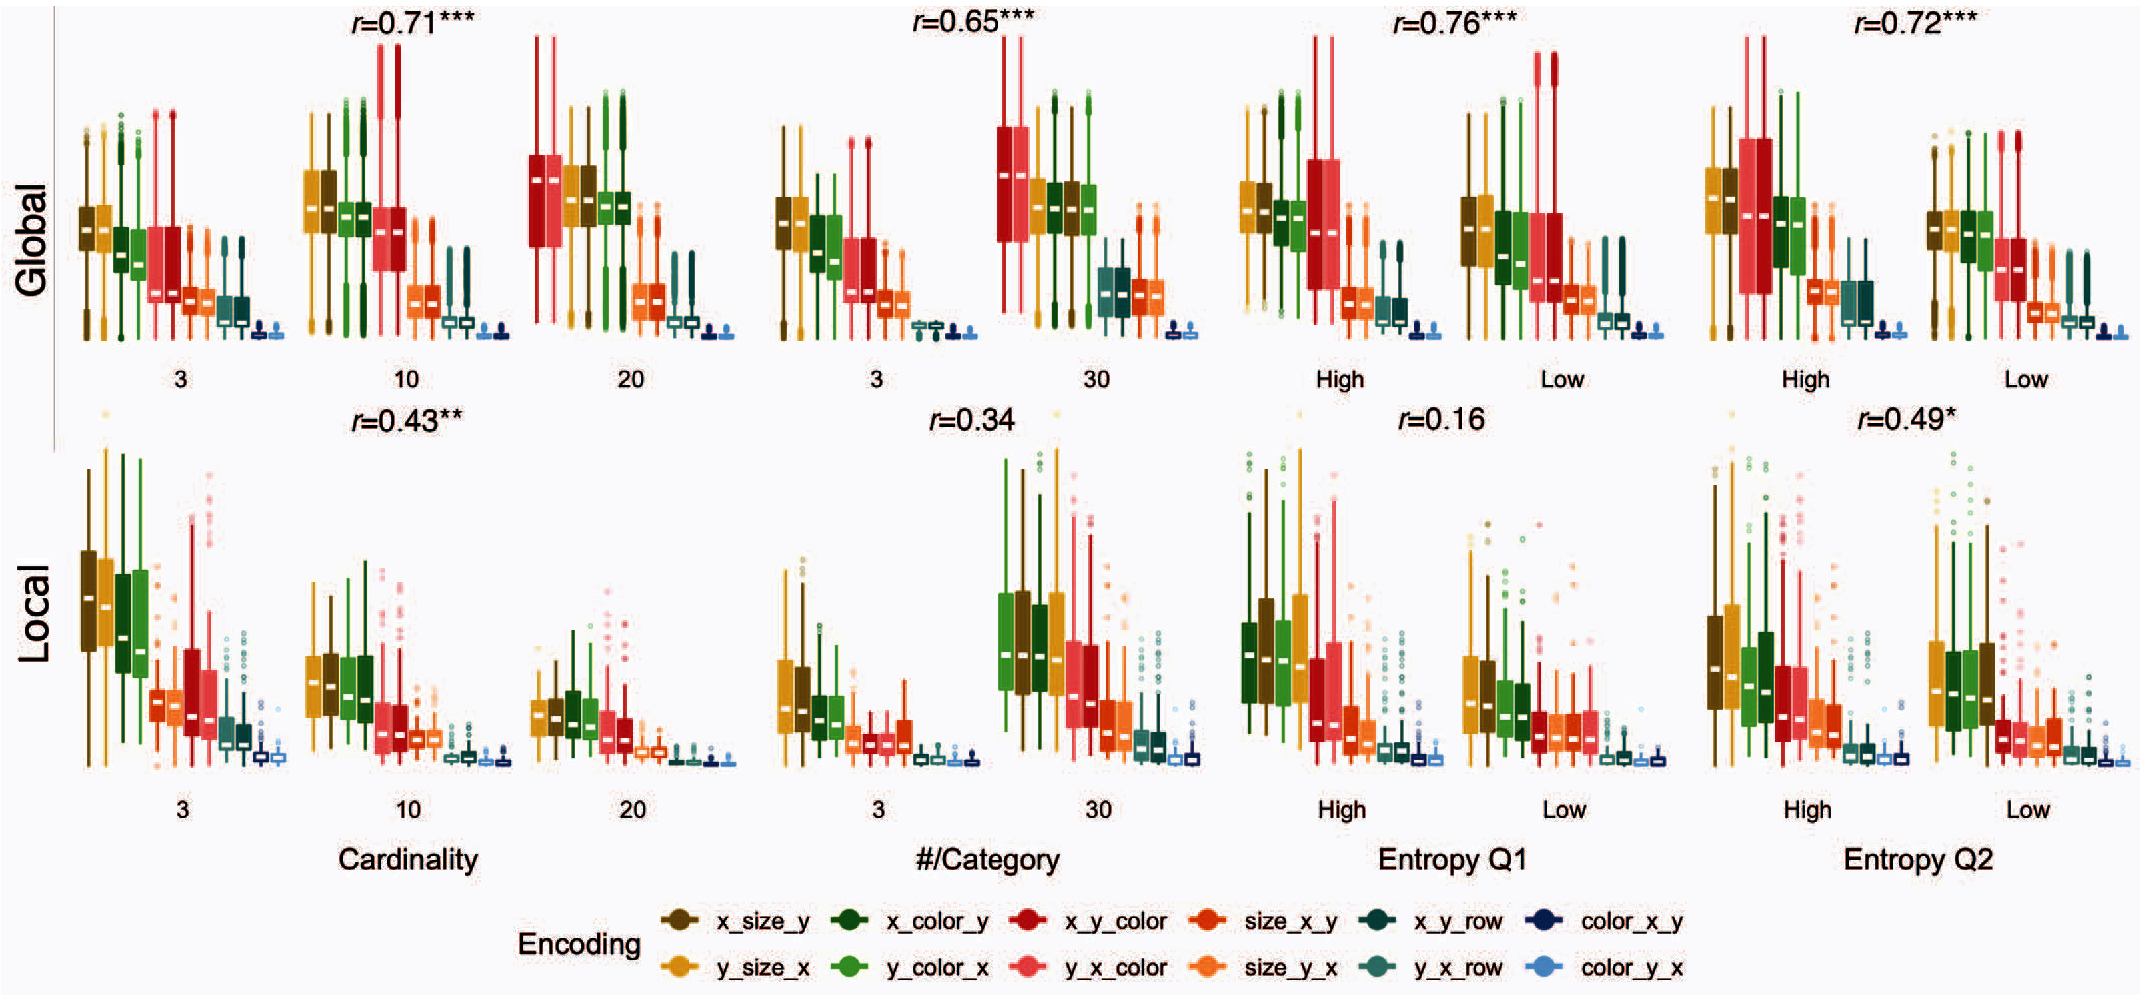 r=0.71*** r=0.65*** r=0.76*** r=0.72***
Global
3 10 20 3 30 High Low High Low
r=0.43** r=0.34 r=0.16 r=0.49*
Local
3 10 20 3 30 High Low High Low
Cardinality #/Category Entropy Q1 Entropy Q2
Encoding
x_size_y x_color_y x_y_color size_x_y x_y_row color_x_y
y_size_x y_color_x y_x_color size_y_x y_x_row color_y_x